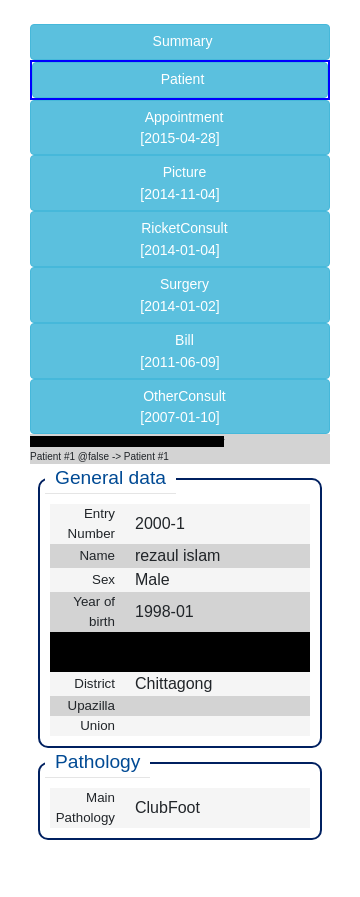 Summary
Patient
Appointment
[2015-04-28]
Picture
[2014-11-04]
RicketConsult
[2014-01-04]
Surgery
[2014-01-02]
Bill
[2011-06-09]
OtherConsult
[2007-01-10]
Patient #1 @false -> Patient #1
General data
Entry
Number 2000-1
Name rezaul islam
Sex Male
Year of
birth 1998-01
District Chittagong
Upazilla
Union
Pathology
Main
Pathology ClubFoot